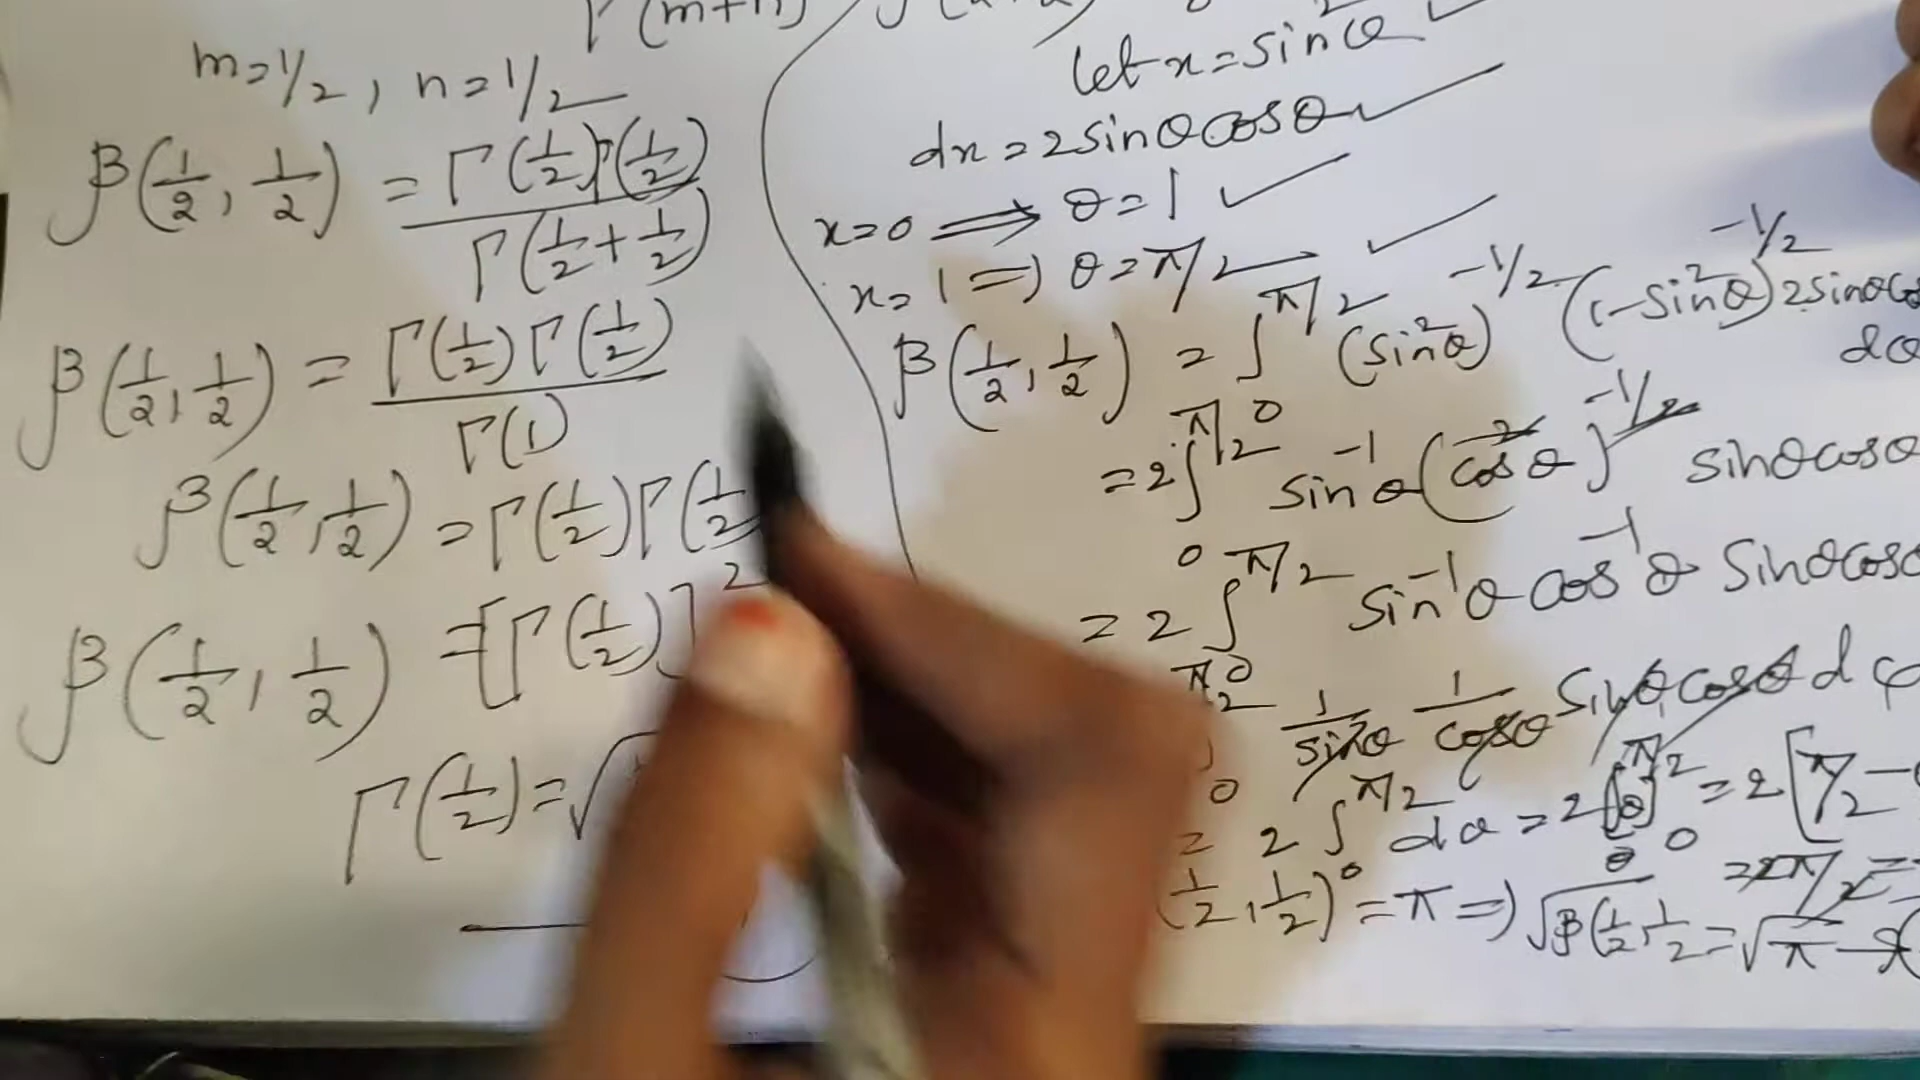 Γ(m+n)
m=1/2, n=1/2
β(1/2, 1/2) = Γ(1/2)Γ(1/2) / Γ(1/2+1/2)
β(1/2, 1/2) = Γ(1/2)Γ(1/2) / Γ(1)
β(1/2, 1/2) = Γ(1/2)Γ(1/2
β(1/2, 1/2) = [Γ(1/2)]²
Γ(1/2) = √
let x = sin²θ
dx = 2sinθcosθ
x=0 ⇒ θ=1
x=1 ⇒ θ=π/2
β(1/2, 1/2) = ∫₀^π/2 (sin²θ)^-1/2 (1-sin²θ)^-1/2 2sinθcos
dθ
= 2∫₀^π/2 sin⁻¹θ (cos²θ)^-1/2 sinθcosθ
= 2∫₀^π/2 sin⁻¹θ cos⁻¹θ sinθcosθ
1/sinθ 1/cosθ sinθ cosθ d
= 2∫₀^π/2 dθ = 2[θ]₀^π/2 = 2[π/2 -
= 2π/2 =
(1/2, 1/2) = π ⇒ √β(1/2, 1/2 = √π